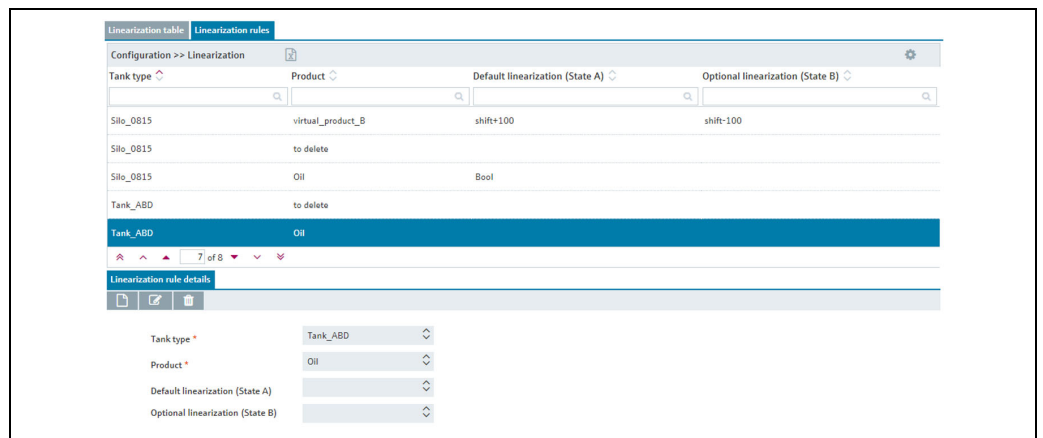 Linearization table Linearization rules
Configuration >> Linearization
Tank type Product Default linearization (State A) Optional linearization (State B)
Silo_0815 virtual_product_B shift+100 shift-100
Silo_0815 to delete
Silo_0815 Oil Bool
Tank_ABD to delete
Tank_ABD Oil
7 of 8
Linearization rule details
Tank type * Tank_ABD
Product * Oil
Default linearization (State A)
Optional linearization (State B)